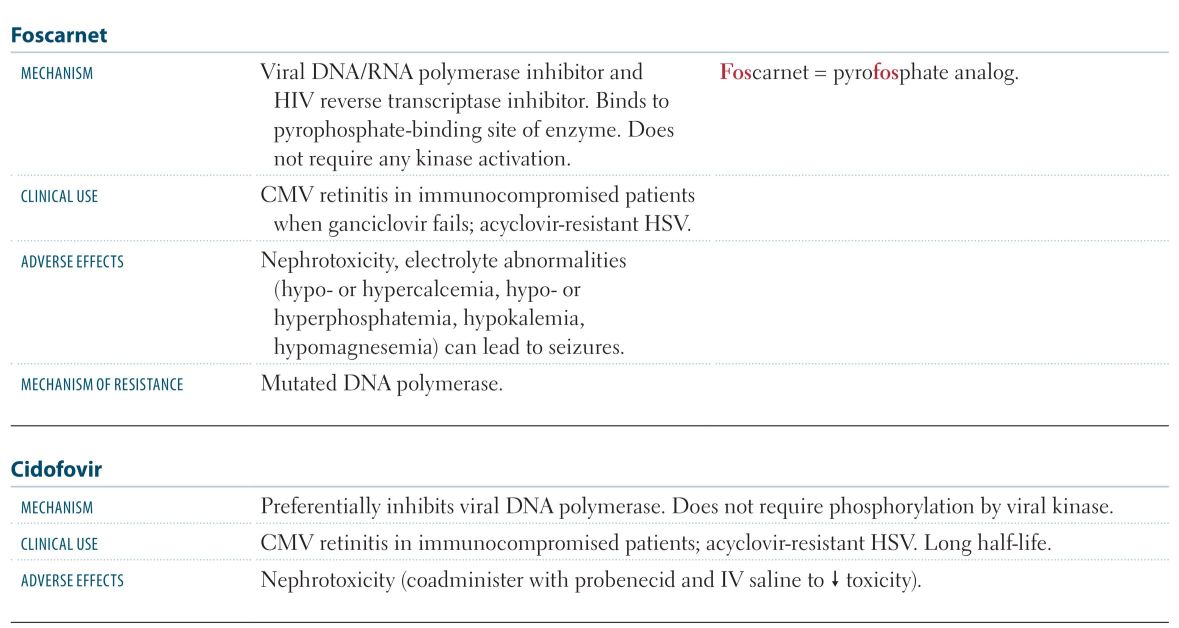 Foscarnet
MECHANISM
Viral DNA/RNA polymerase inhibitor and
HIV reverse transcriptase inhibitor. Binds to
pyrophosphate-binding site of enzyme. Does
not require any kinase activation.
Foscarnet = pyrofosphate analog.
CLINICAL USE
CMV retinitis in immunocompromised patients
when ganciclovir fails; acyclovir-resistant HSV.
ADVERSE EFFECTS
Nephrotoxicity, electrolyte abnormalities
(hypo- or hypercalcemia, hypo- or
hyperphosphatemia, hypokalemia,
hypomagnesemia) can lead to seizures.
MECHANISM OF RESISTANCE
Mutated DNA polymerase.
Cidofovir
MECHANISM
Preferentially inhibits viral DNA polymerase. Does not require phosphorylation by viral kinase.
CLINICAL USE
CMV retinitis in immunocompromised patients; acyclovir-resistant HSV. Long half-life.
ADVERSE EFFECTS
Nephrotoxicity (coadminister with probenecid and IV saline to ↓ toxicity).